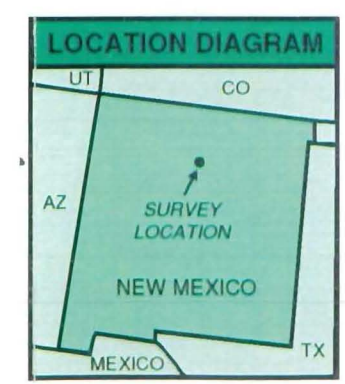 LOCATION DIAGRAM
UT
CO
AZ
SURVEY
LOCATION
NEW MEXICO
TX
MEXICO